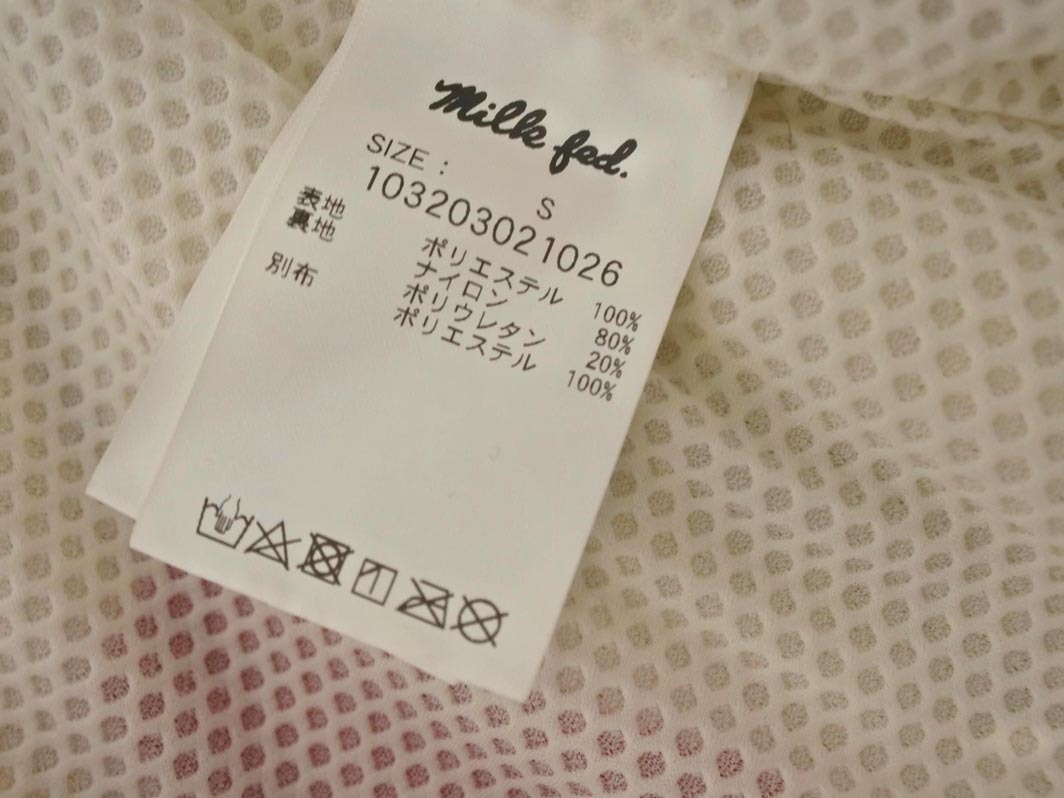 Milk fed.
SIZE : S
103203021026
表地 ポリエステル 100%
裏地 ナイロン 80%
ポリウレタン 20%
別布 ポリエステル 100%